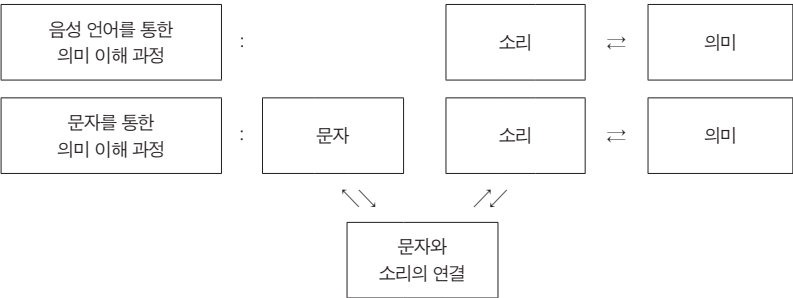 음성 언어를 통한
의미 이해 과정
:
소리
⇄
의미
문자를 통한
의미 이해 과정
:
문자
소리
⇄
의미
문자와
소리의 연결